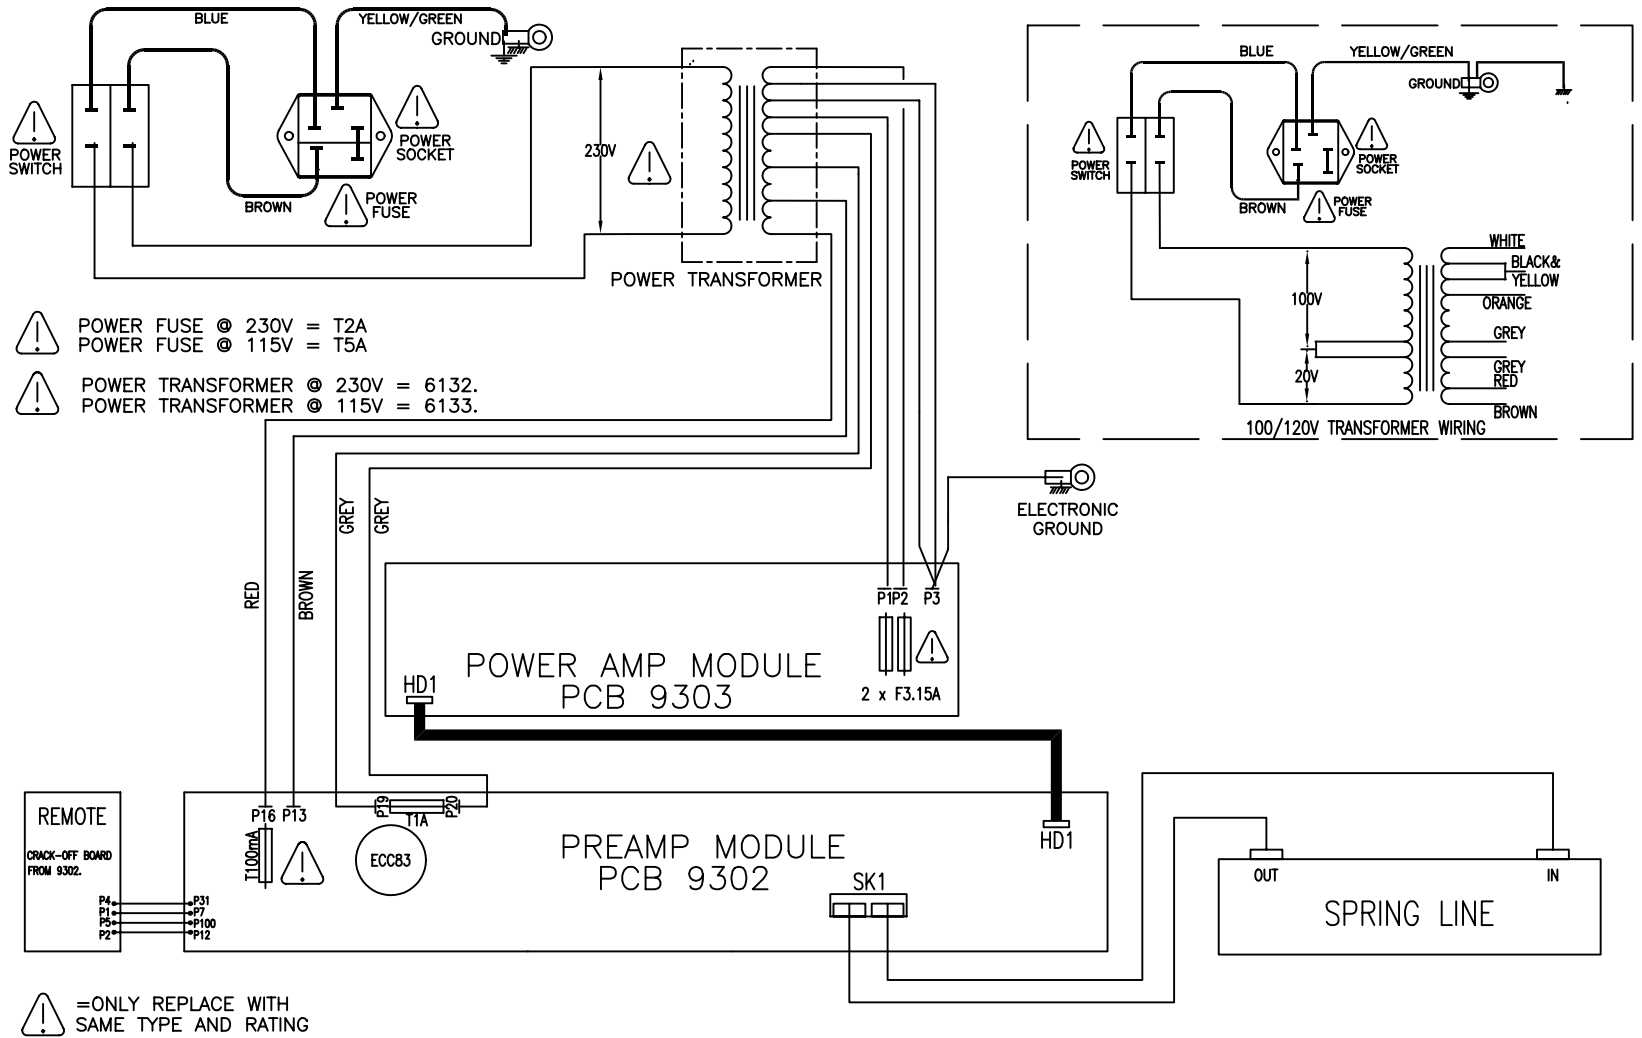 BLUE
YELLOW/GREEN
GROUND
POWER
SWITCH
POWER
SOCKET
BROWN
POWER
FUSE
230V
POWER TRANSFORMER
BLUE
YELLOW/GREEN
GROUND
POWER
SWITCH
POWER
SOCKET
BROWN
POWER
FUSE
WHITE
BLACK&
YELLOW
ORANGE
100V
GREY
20V
GREY
RED
BROWN
100/120V TRANSFORMER WIRING
POWER FUSE @ 230V = T2A
POWER FUSE @ 115V = T5A
POWER TRANSFORMER @ 230V = 6132.
POWER TRANSFORMER @ 115V = 6133.
GREY
GREY
RED
BROWN
ELECTRONIC
GROUND
P1
P2
P3
POWER AMP MODULE
PCB 9303
2 x F3.15A
HD1
REMOTE
CRACK-OFF BOARD
FROM 9302.
P4
P1
P5
P2
P31
P7
P100
P12
P16
P13
T100mA
P19
P20
T1A
ECC83
PREAMP MODULE
PCB 9302
HD1
SK1
OUT
IN
SPRING LINE
=ONLY REPLACE WITH
SAME TYPE AND RATING